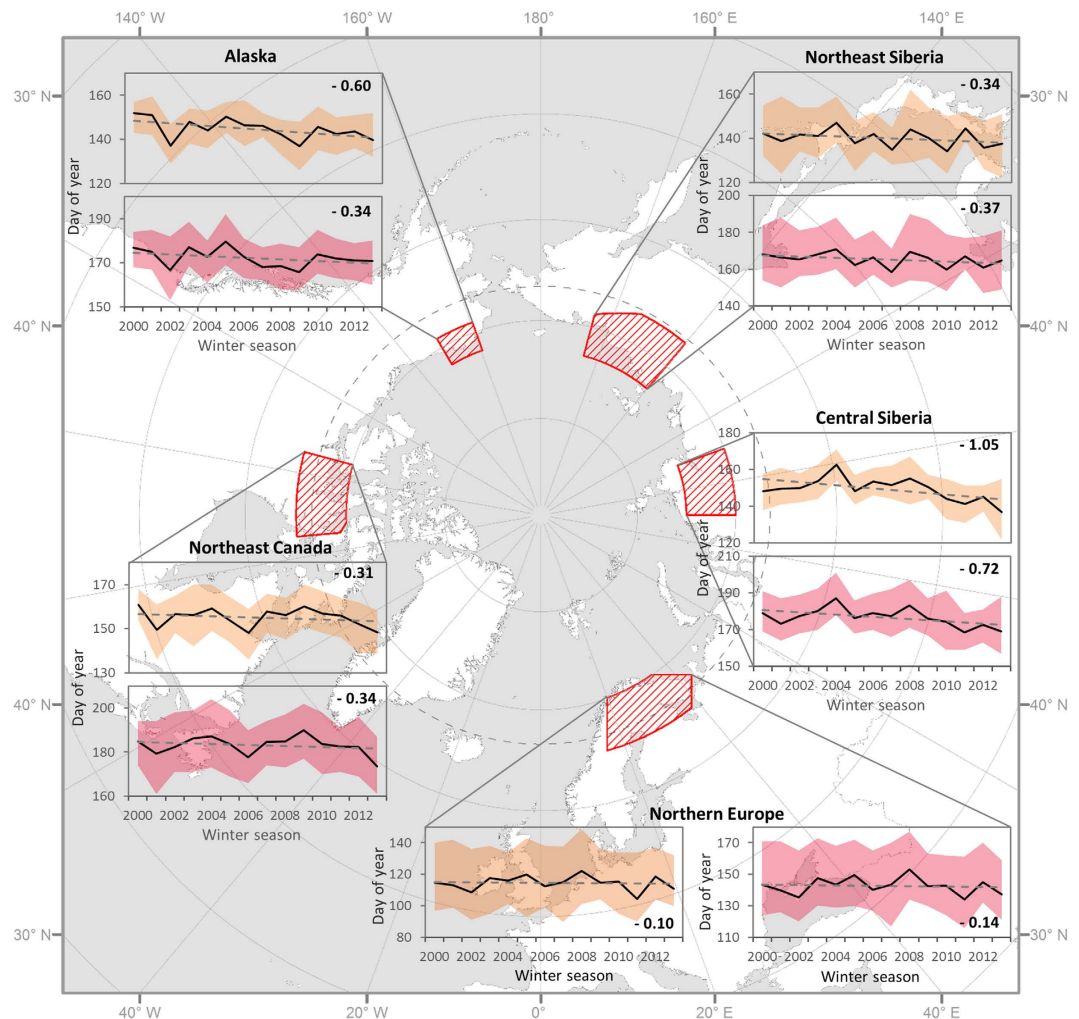 140° W 160° W 180° 160° E 140° E
30° N
30° N
40° N
40° N
40° N
40° N
30° N
30° N
40° W 20° W 0° 20° E 40° E
Alaska
Day of year
160
140
120
- 0.60
190
170
150
- 0.34
2000 2002 2004 2006 2008 2010 2012
Winter season
Northeast Siberia
Day of year
160
140
120
- 0.34
Day of year
200
180
160
140
- 0.37
2000 2002 2004 2006 2008 2010 2012
Winter season
Central Siberia
Day of year
180
160
140
120
- 1.05
210
190
170
150
- 0.72
2000 2002 2004 2006 2008 2010 2012
Winter season
Northeast Canada
Day of year
170
150
130
- 0.31
200
180
160
- 0.34
2000 2002 2004 2006 2008 2010 2012
Winter season
Northern Europe
Day of year
140
120
100
80
- 0.10
2000 2002 2004 2006 2008 2010 2012
Winter season
Day of year
170
150
130
110
- 0.14
2000 2002 2004 2006 2008 2010 2012
Winter season